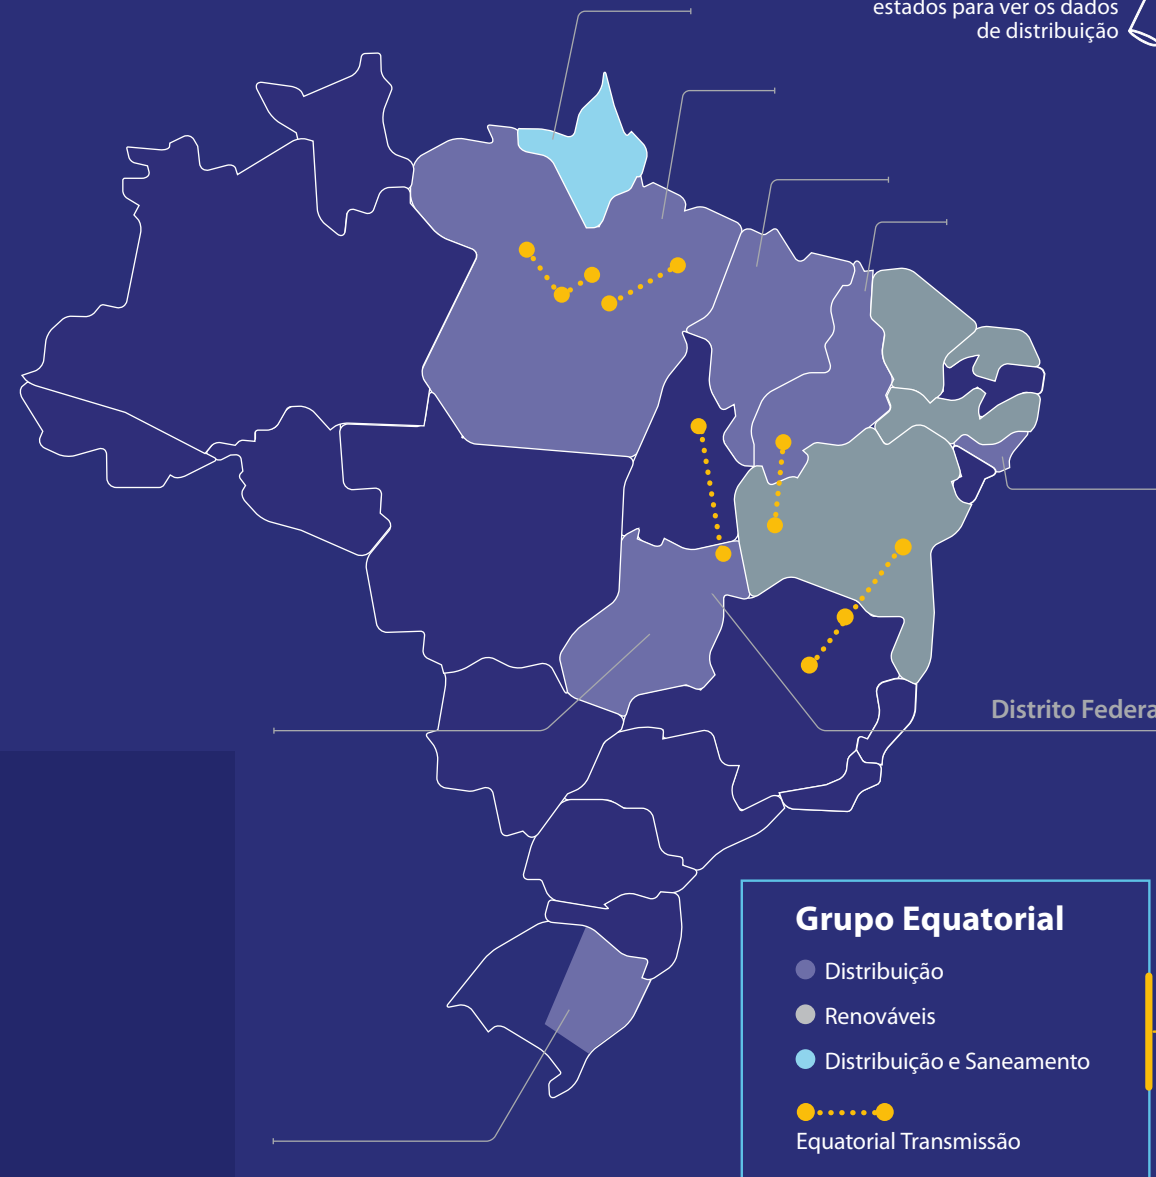 estados para ver os dados
de distribuição
Distrito Federa
Grupo Equatorial
Distribuição
Renováveis
Distribuição e Saneamento
Equatorial Transmissão